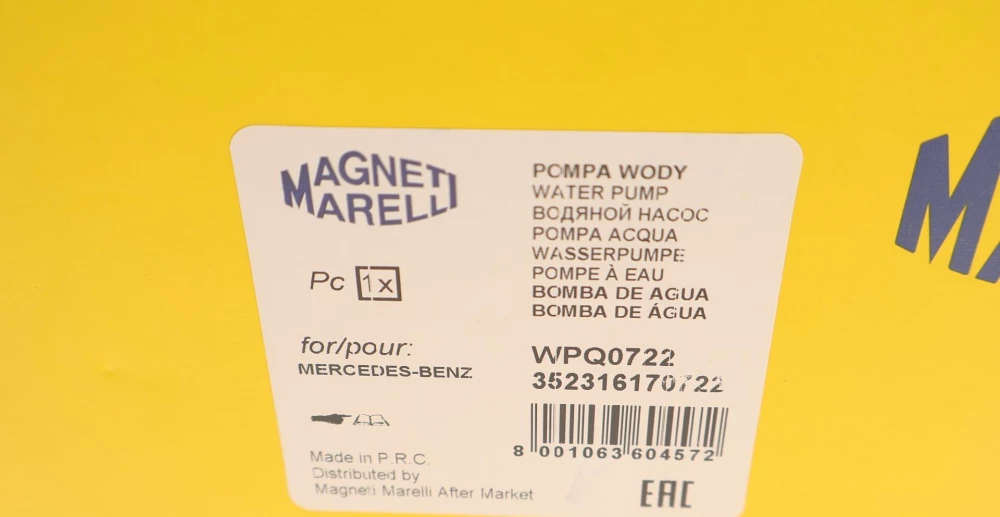 MAGNETI
MARELLI
Pc 1x
for/pour:
MERCEDES-BENZ
Made in P.R.C.
Distributed by
Magneti Marelli After Market
POMPA WODY
WATER PUMP
ВОДЯНОЙ НАСОС
POMPA ACQUA
WASSERPUMPE
POMPE À EAU
BOMBA DE AGUA
BOMBA DE ÁGUA
WPQ0722
352316170722
8 001063 604572
EAC